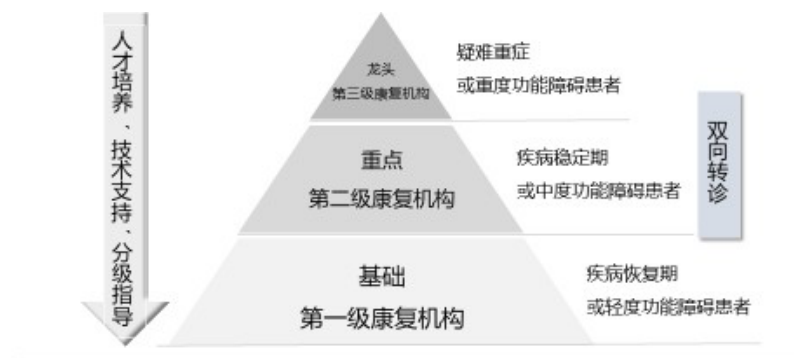 人才培养、技术支持、分级指导
龙头
第三级康复机构
疑难重症
或重度功能障碍患者
重点
第二级康复机构
疾病稳定期
或中度功能障碍患者
双向转诊
基础
第一级康复机构
疾病恢复期
或轻度功能障碍患者